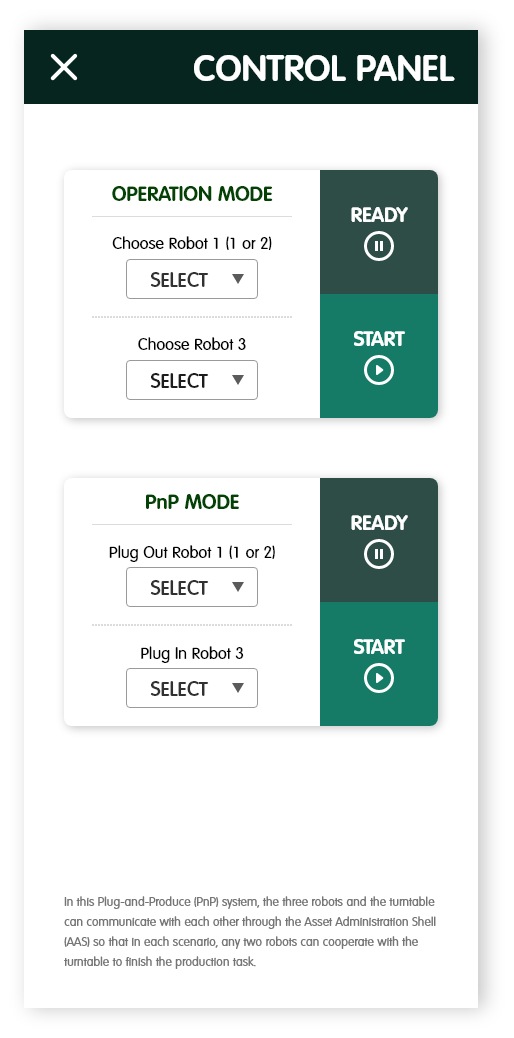 CONTROL PANEL
OPERATION MODE
Choose Robot 1 (1 or 2)
SELECT
Choose Robot 3
SELECT
READY
START
PnP MODE
Plug Out Robot 1 (1 or 2)
SELECT
Plug In Robot 3
SELECT
READY
START
In this Plug-and-Produce (PnP) system, the three robots and the turntable
can communicate with each other through the Asset Administration Shell
(AAS) so that in each scenario, any two robots can cooperate with the
turntable to finish the production task.